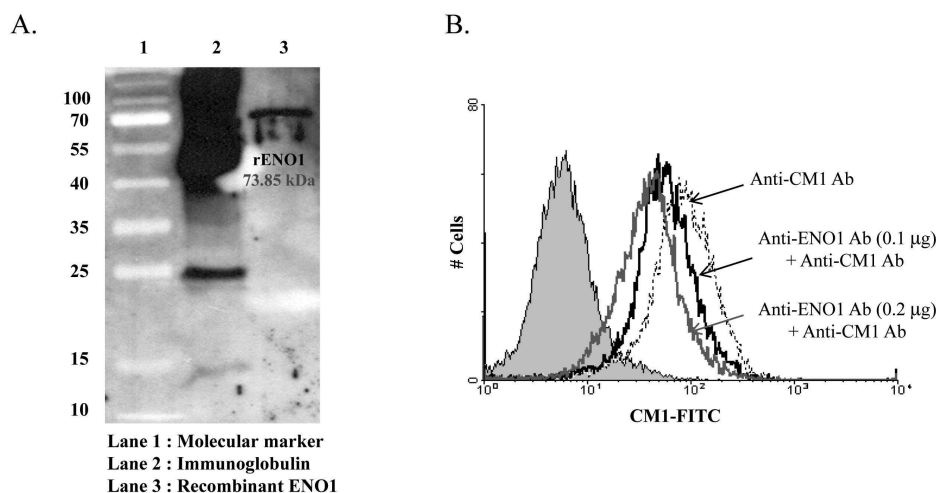 A.
1 2 3
100
70
55
40
35
25
15
10
rENO1
73.85 kDa
Lane 1 : Molecular marker
Lane 2 : Immunoglobulin
Lane 3 : Recombinant ENO1
B.
80
# Cells
0
10⁰ 10¹ 10² 10³ 10⁴
CM1-FITC
Anti-CM1 Ab
Anti-ENO1 Ab (0.1 µg)
+ Anti-CM1 Ab
Anti-ENO1 Ab (0.2 µg)
+ Anti-CM1 Ab